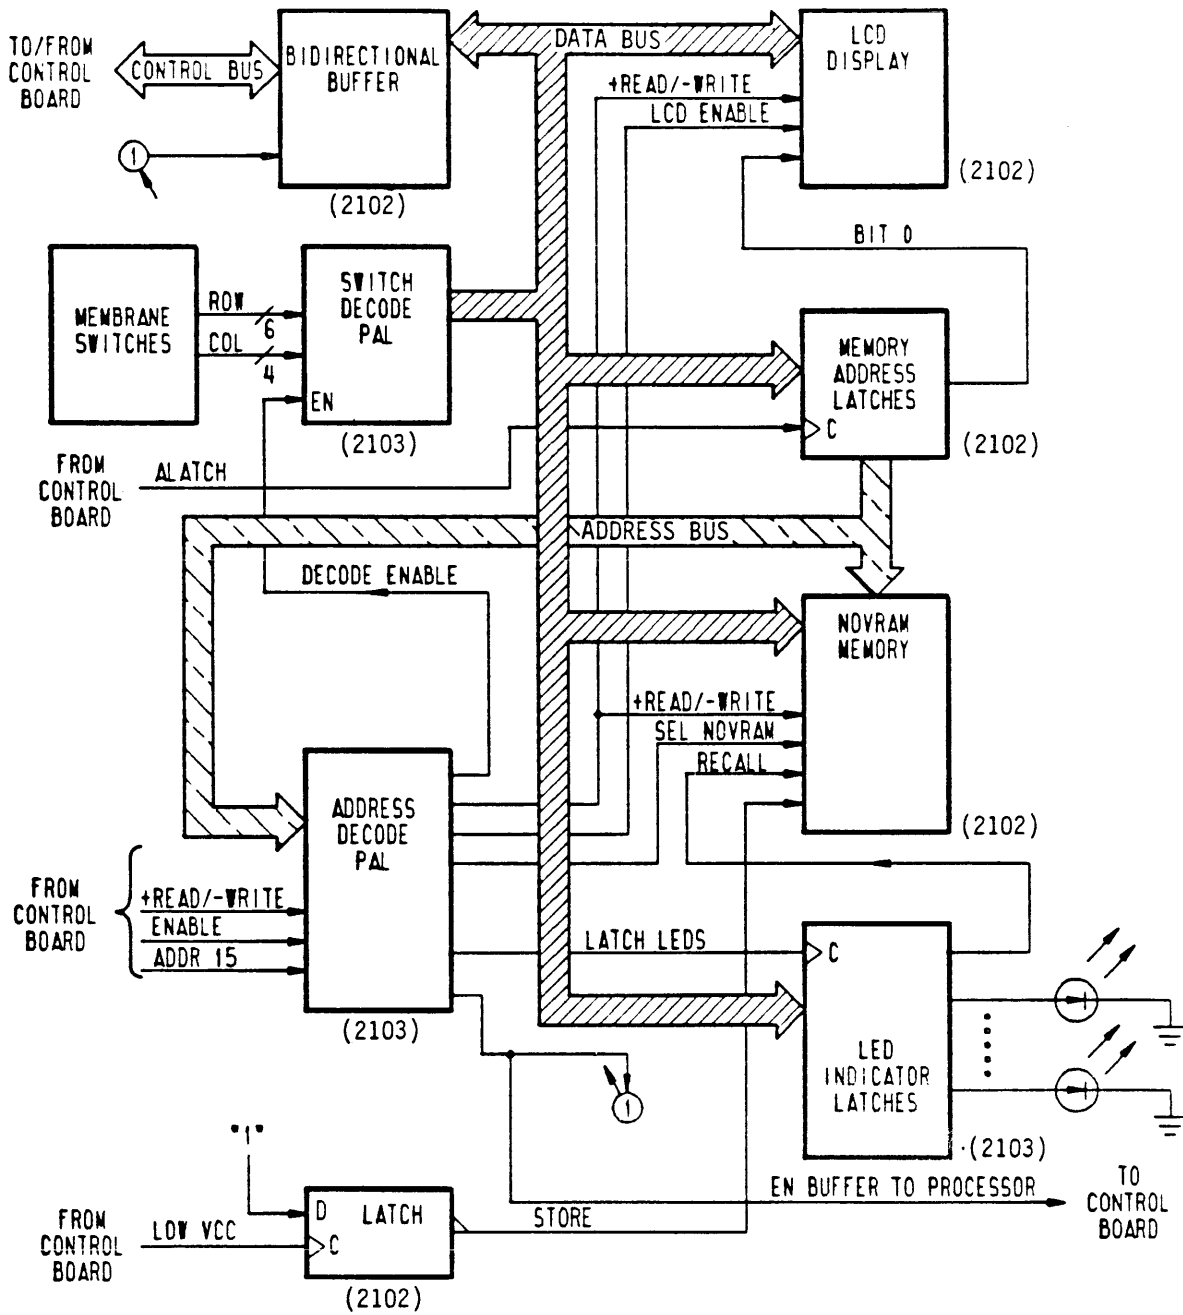 TO/FROM
CONTROL
BOARD
CONTROL BUS
BIDIRECTIONAL
BUFFER
(2102)
1
DATA BUS
+READ/-WRITE
LCD ENABLE
LCD
DISPLAY
(2102)
BIT 0
MEMBRANE
SWITCHES
ROW
6
COL
4
SWITCH
DECODE
PAL
EN
(2103)
MEMORY
ADDRESS
LATCHES
C
(2102)
FROM
CONTROL
BOARD
ALATCH
ADDRESS BUS
DECODE ENABLE
NOVRAM
MEMORY
+READ/-WRITE
SEL NOVRAM
RECALL
(2102)
ADDRESS
DECODE
PAL
(2103)
FROM
CONTROL
BOARD
+READ/-WRITE
ENABLE
ADDR 15
LATCH LEDS
C
LED
INDICATOR
LATCHES
(2103)
1
EN BUFFER TO PROCESSOR
TO
CONTROL
BOARD
"1"
D
LATCH
C
(2102)
STORE
FROM
CONTROL
BOARD
LOW VCC